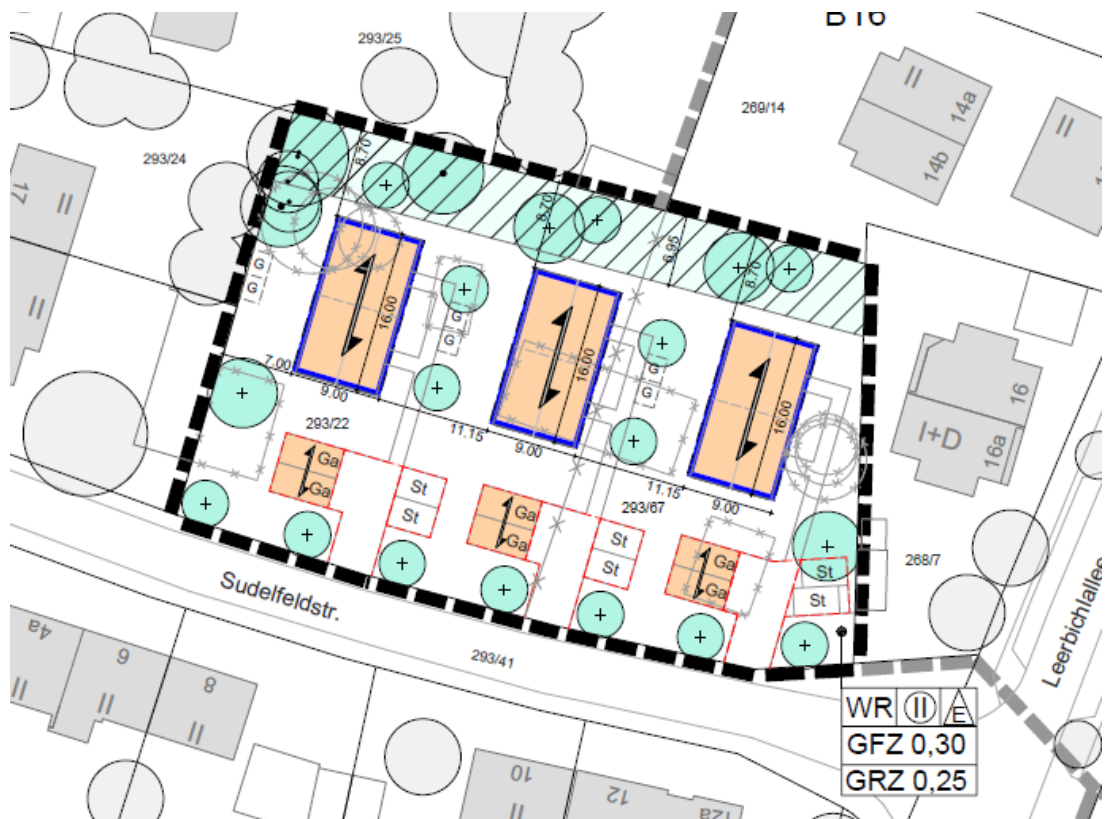 B16
293/25
269/14
14a
14b
II
II
293/24
17
II
II
8.70
8.70
6.95
8.70
G
G
G
G
G
G
16.00
16.00
16.00
7.00
9.00
11.15
9.00
11.15
9.00
293/22
293/67
16
I+D
16a
Ga
Ga
St
St
Ga
Ga
St
St
Ga
Ga
St
St
268/7
Sudelfeldstr.
293/41
Leerbichlallee
4a
6
8
II
II
II
10
II
12
12a
WR II E
GFZ 0,30
GRZ 0,25